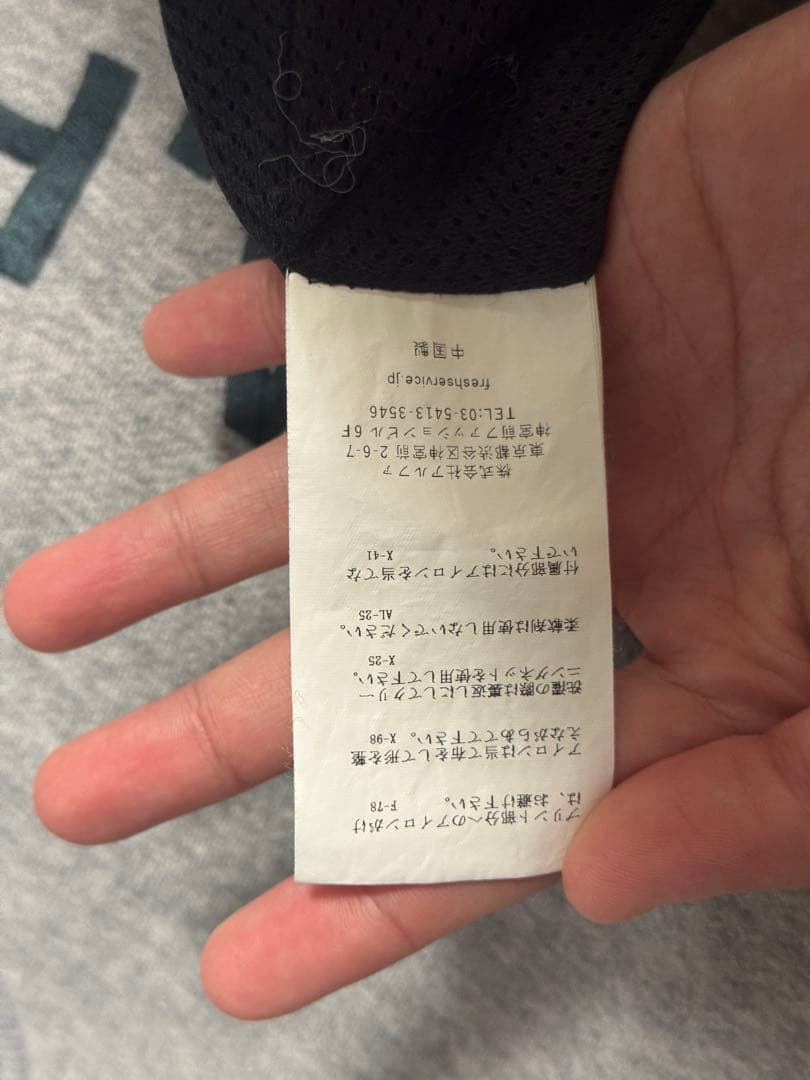 プリント部分へのアイロンがけ
は、お避け下さい。 F-78
アイロンは当て布をして形を整
えながらあてて下さい。 X-98
洗濯の際は裏返しにしてクリー
ニングネットを使用して下さい。
X-25
柔軟剤は使用しないでください。
AL-25
付属部分にはアイロンを当てな
いで下さい。 X-41
株式会社アルファ
東京都渋谷区神宮前 2-6-7
神宮前ファッションビル 6F
TEL:03-5413-3546
freshservice.jp
中国製